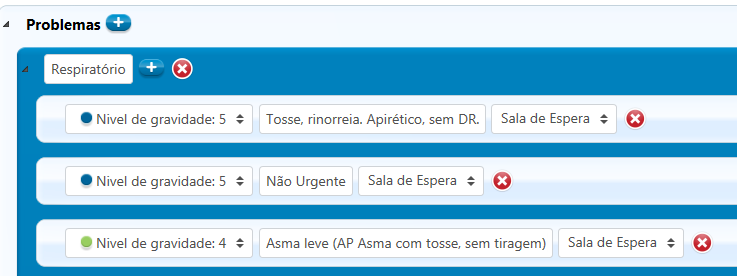 Problemas
Respiratório
Nivel de gravidade: 5 Tosse, rinorreia. Apirético, sem DR. Sala de Espera
Nivel de gravidade: 5 Não Urgente Sala de Espera
Nivel de gravidade: 4 Asma leve (AP Asma com tosse, sem tiragem) Sala de Espera